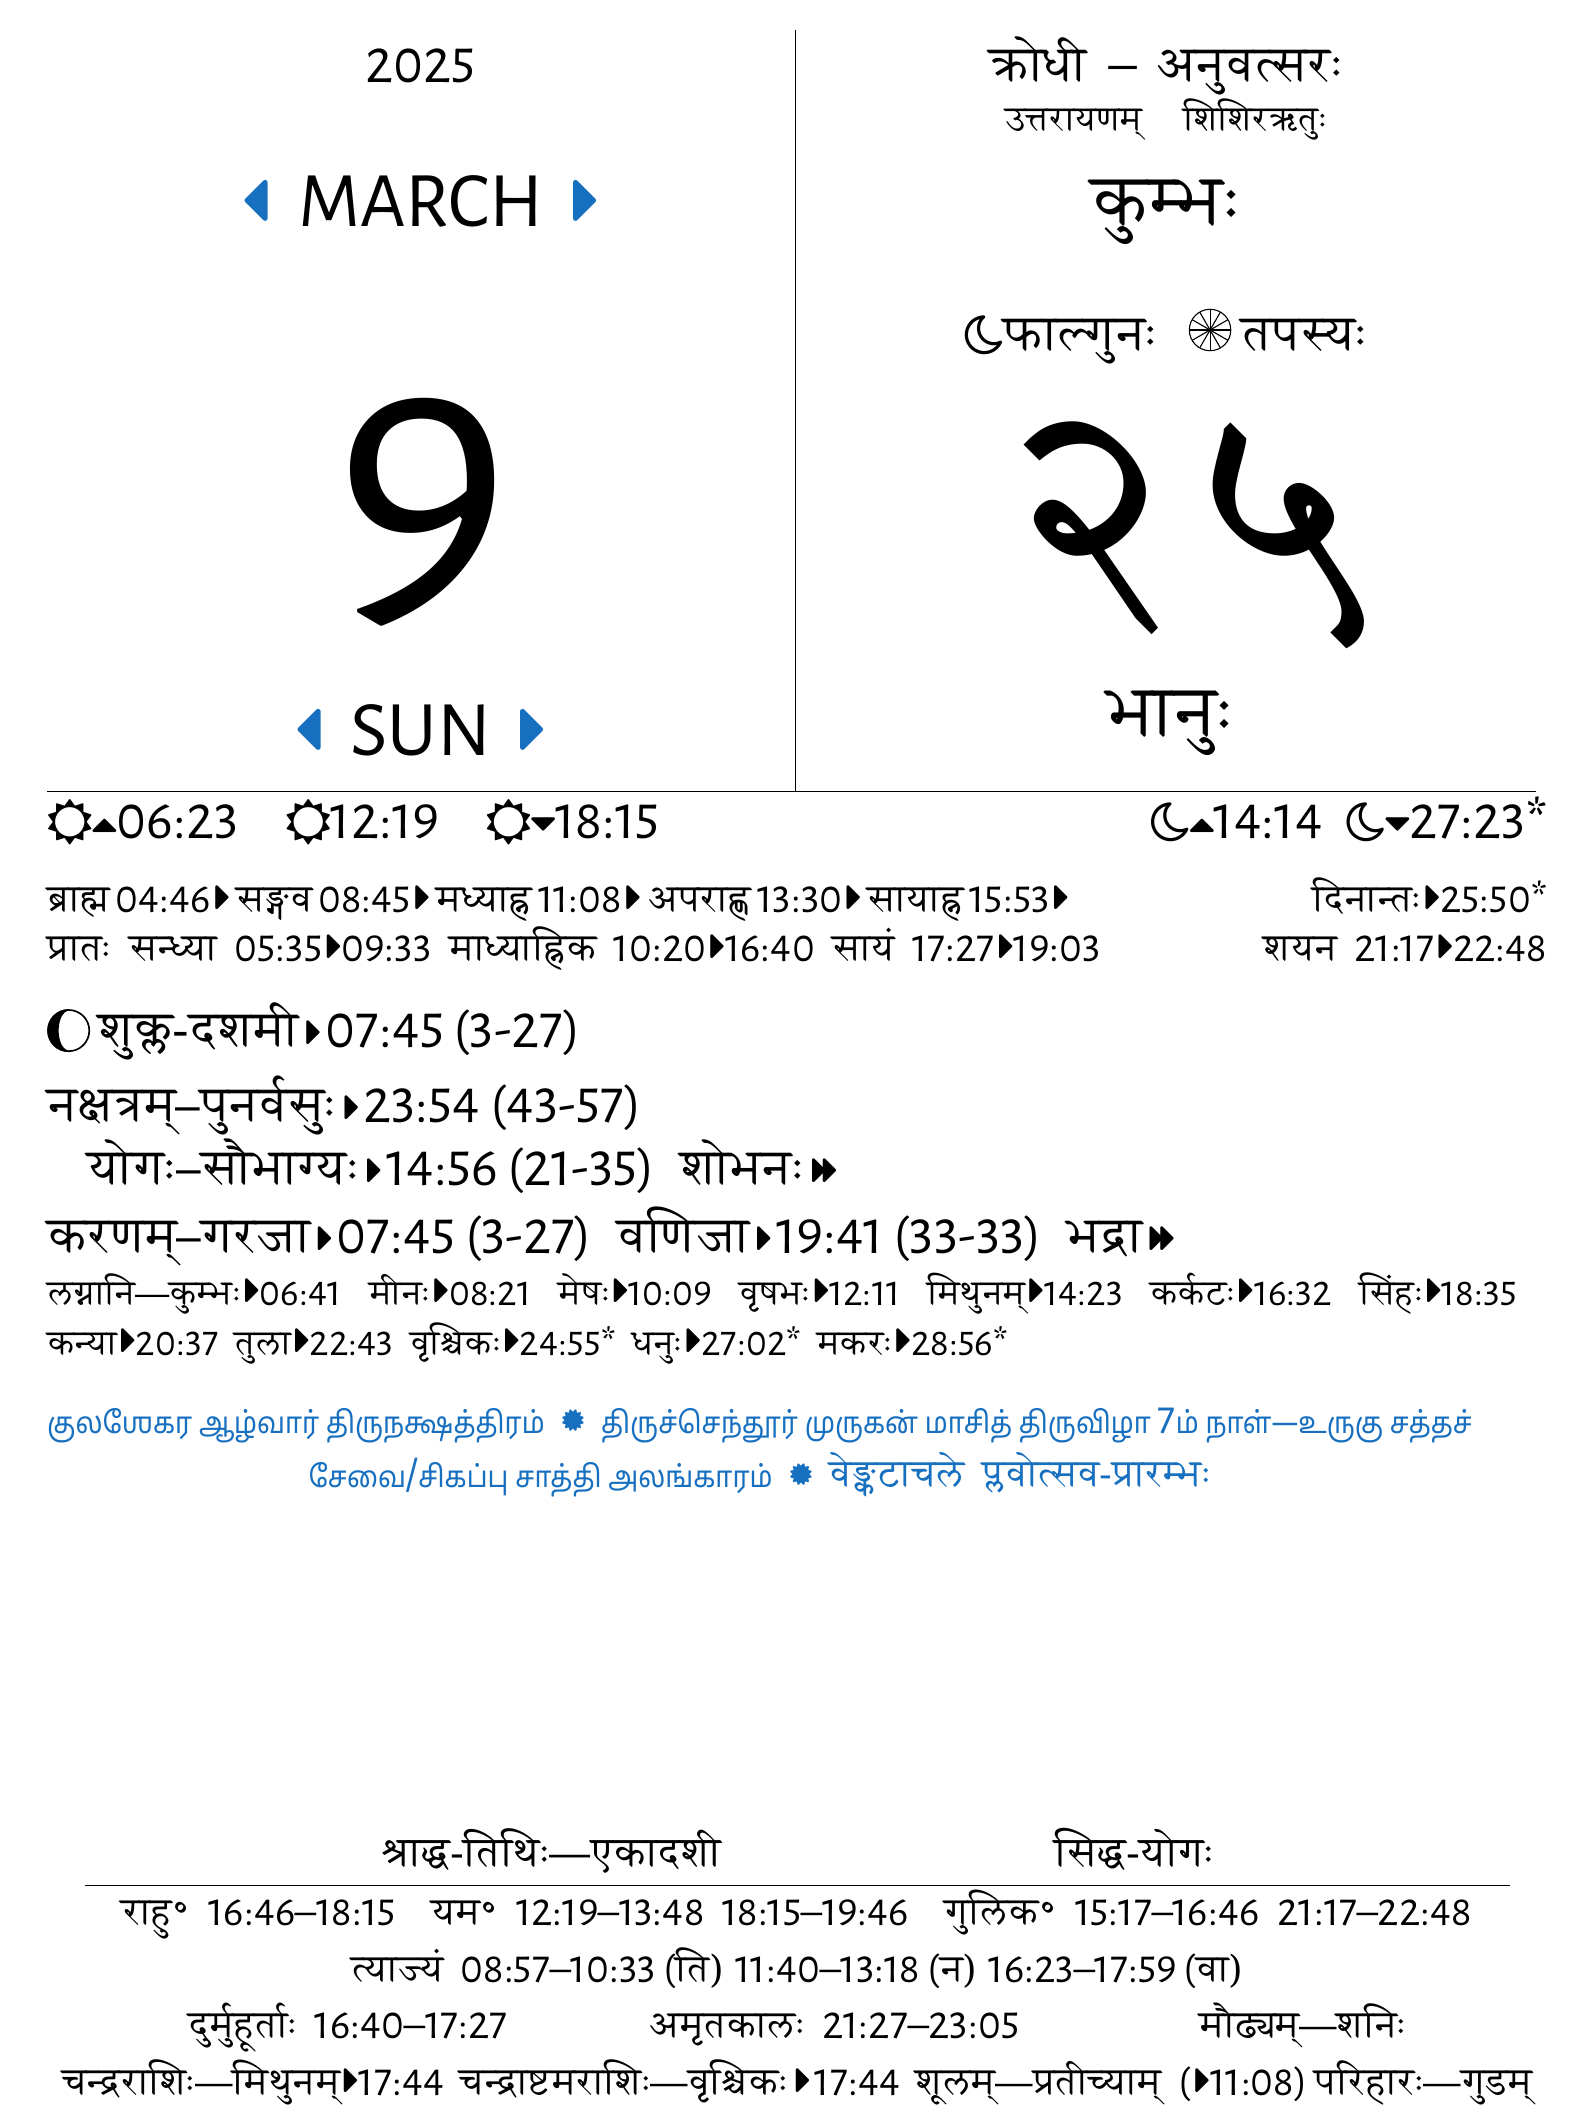 2025
MARCH
9
SUN
क्रोधी – अनुवत्सरः
उत्तरायणम् शिशिरऋतुः
कुम्भः
फाल्गुनः तपस्यः
२५
भानुः
06:23 12:19 18:15 14:14 27:23*
ब्राह्म 04:46 सङ्गव 08:45 मध्याह्न 11:08 अपराह्ण 13:30 सायाह्न 15:53 दिनान्तः 25:50*
प्रातः सन्ध्या 05:35 09:33 माध्याह्निक 10:20 16:40 सायं 17:27 19:03 शयन 21:17 22:48
शुक्ल-दशमी 07:45 (3-27)
नक्षत्रम्–पुनर्वसुः 23:54 (43-57)
योगः–सौभाग्यः 14:56 (21-35) शोभनः
करणम्–गरजा 07:45 (3-27) वणिजा 19:41 (33-33) भद्रा
लग्नानि—कुम्भः 06:41 मीनः 08:21 मेषः 10:09 वृषभः 12:11 मिथुनम् 14:23 कर्कटः 16:32 सिंहः 18:35
कन्या 20:37 तुला 22:43 वृश्चिकः 24:55* धनुः 27:02* मकरः 28:56*
குலஶேகர ஆழ்வார் திருநக்ஷத்திரம் ✹ திருச்செந்தூர் முருகன் மாசித் திருவிழா 7ம் நாள்—உருகு சத்தச்
சேவை/சிகப்பு சாத்தி அலங்காரம் ✹ वेङ्कटाचले प्लवोत्सव-प्रारम्भः
श्राद्ध-तिथिः—एकादशी सिद्ध-योगः
राहु॰ 16:46–18:15 यम॰ 12:19–13:48 18:15–19:46 गुलिक॰ 15:17–16:46 21:17–22:48
त्याज्यं 08:57–10:33 (ति) 11:40–13:18 (न) 16:23–17:59 (वा)
दुर्मुहूर्ताः 16:40–17:27 अमृतकालः 21:27–23:05 मौढ्यम्—शनिः
चन्द्रराशिः—मिथुनम् 17:44 चन्द्राष्टमराशिः—वृश्चिकः 17:44 शूलम्—प्रतीच्याम् ( 11:08) परिहारः—गुडम्